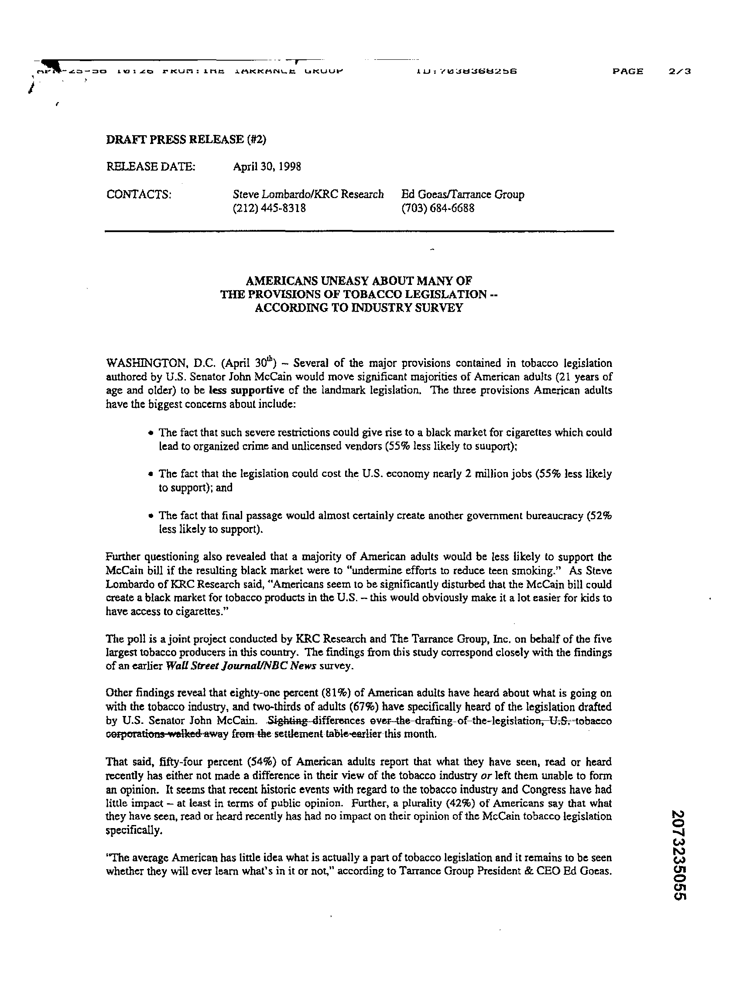 APR-25-98 10:26 FROM:THE TARRANCE GROUP ID:7038368256 PAGE 2/3
DRAFT PRESS RELEASE (#2)
RELEASE DATE: April 30, 1998
CONTACTS: Steve Lombardo/KRC Research Ed Goeas/Tarrance Group
(212) 445-8318 (703) 684-6688
AMERICANS UNEASY ABOUT MANY OF
THE PROVISIONS OF TOBACCO LEGISLATION --
ACCORDING TO INDUSTRY SURVEY
WASHINGTON, D.C. (April 30th) – Several of the major provisions contained in tobacco legislation
authored by U.S. Senator John McCain would move significant majorities of American adults (21 years of
age and older) to be less supportive of the landmark legislation. The three provisions American adults
have the biggest concerns about include:
• The fact that such severe restrictions could give rise to a black market for cigarettes which could
lead to organized crime and unlicensed vendors (55% less likely to suuport);
• The fact that the legislation could cost the U.S. economy nearly 2 million jobs (55% less likely
to support); and
• The fact that final passage would almost certainly create another government bureaucracy (52%
less likely to support).
Further questioning also revealed that a majority of American adults would be less likely to support the
McCain bill if the resulting black market were to "undermine efforts to reduce teen smoking." As Steve
Lombardo of KRC Research said, "Americans seem to be significantly disturbed that the McCain bill could
create a black market for tobacco products in the U.S. – this would obviously make it a lot easier for kids to
have access to cigarettes."
The poll is a joint project conducted by KRC Research and The Tarrance Group, Inc. on behalf of the five
largest tobacco producers in this country. The findings from this study correspond closely with the findings
of an earlier Wall Street Journal/NBC News survey.
Other findings reveal that eighty-one percent (81%) of American adults have heard about what is going on
with the tobacco industry, and two-thirds of adults (67%) have specifically heard of the legislation drafted
by U.S. Senator John McCain. Sighting differences over the drafting of the legislation, U.S. tobacco
corporations walked away from the settlement table earlier this month.
That said, fifty-four percent (54%) of American adults report that what they have seen, read or heard
recently has either not made a difference in their view of the tobacco industry or left them unable to form
an opinion. It seems that recent historic events with regard to the tobacco industry and Congress have had
little impact – at least in terms of public opinion. Further, a plurality (42%) of Americans say that what
they have seen, read or heard recently has had no impact on their opinion of the McCain tobacco legislation
specifically.
"The average American has little idea what is actually a part of tobacco legislation and it remains to be seen
whether they will ever learn what's in it or not," according to Tarrance Group President & CEO Ed Goeas.
2073235055